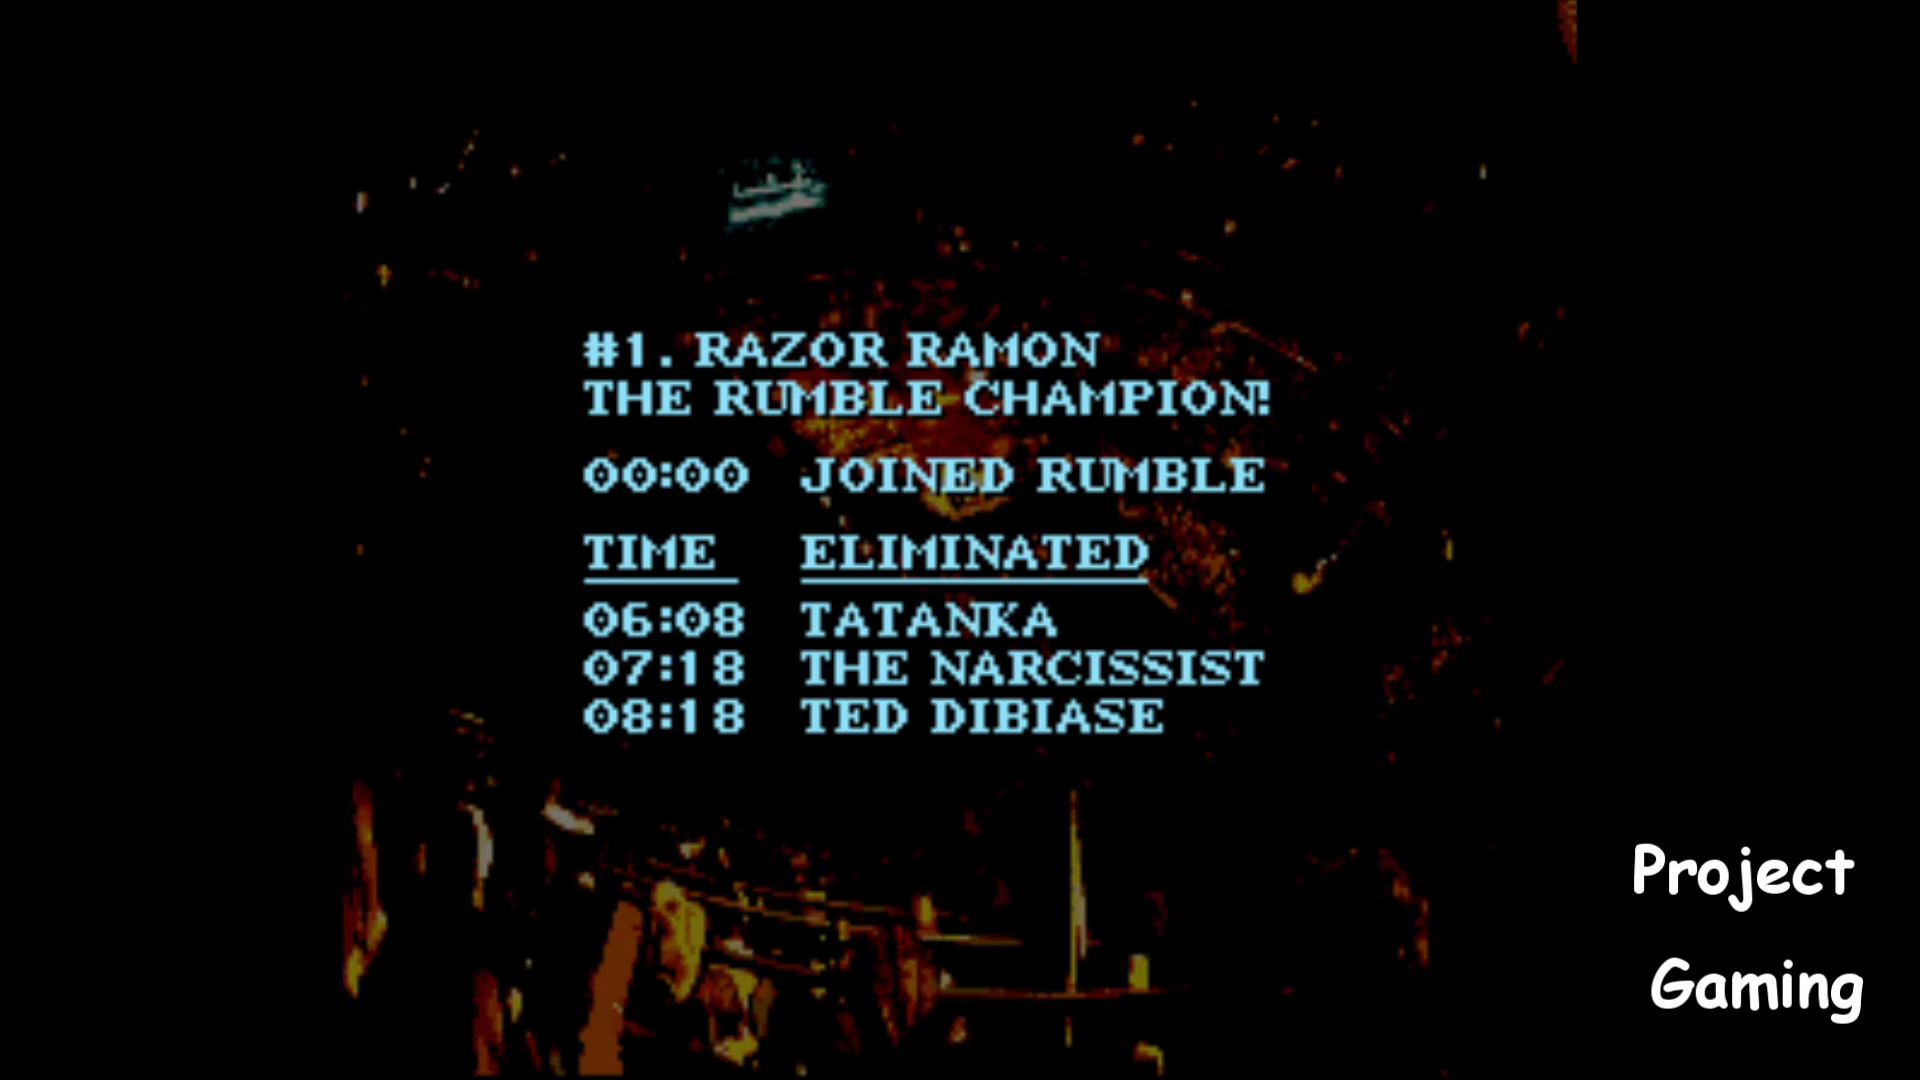 #1. RAZOR RAMON
THE RUMBLE CHAMPION!
00:00 JOINED RUMBLE
TIME ELIMINATED
06:08 TATANKA
07:18 THE NARCISSIST
08:18 TED DIBIASE
Project
Gaming